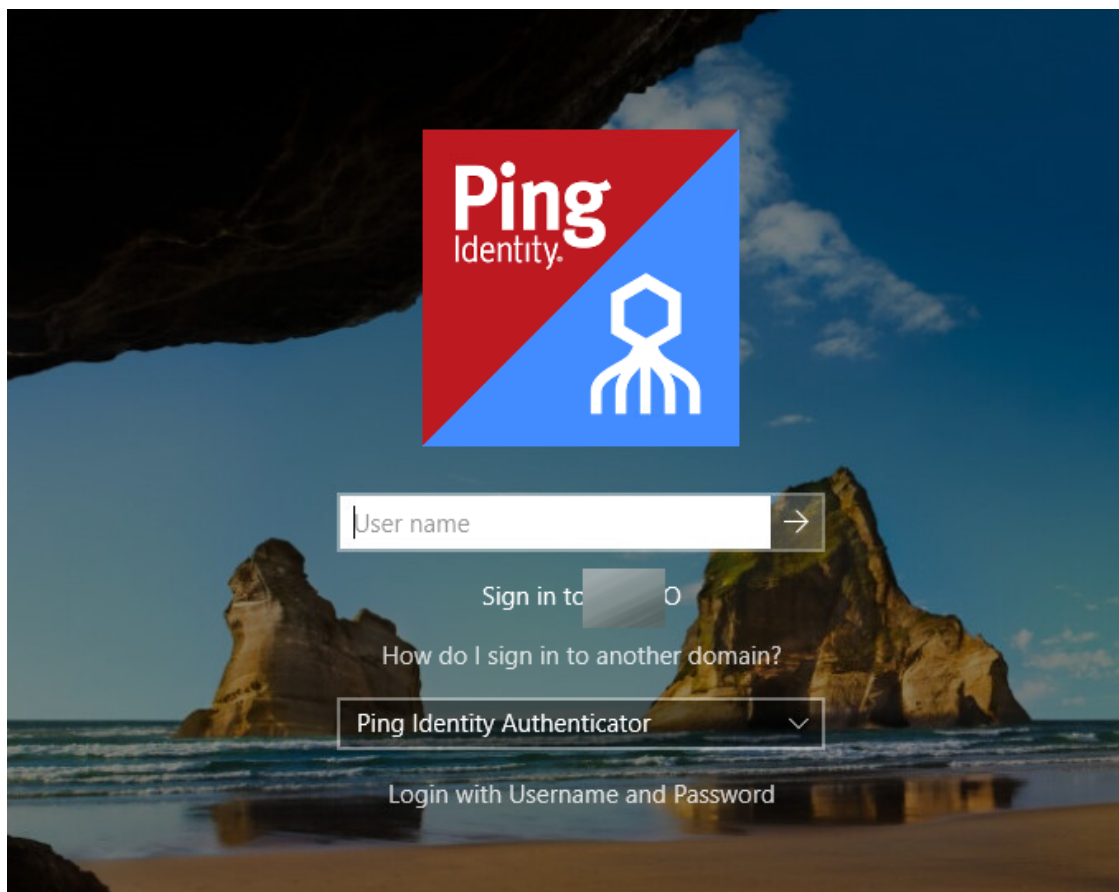 Ping
Identity®
User name
Sign in to
How do I sign in to another domain?
Ping Identity Authenticator
Login with Username and Password